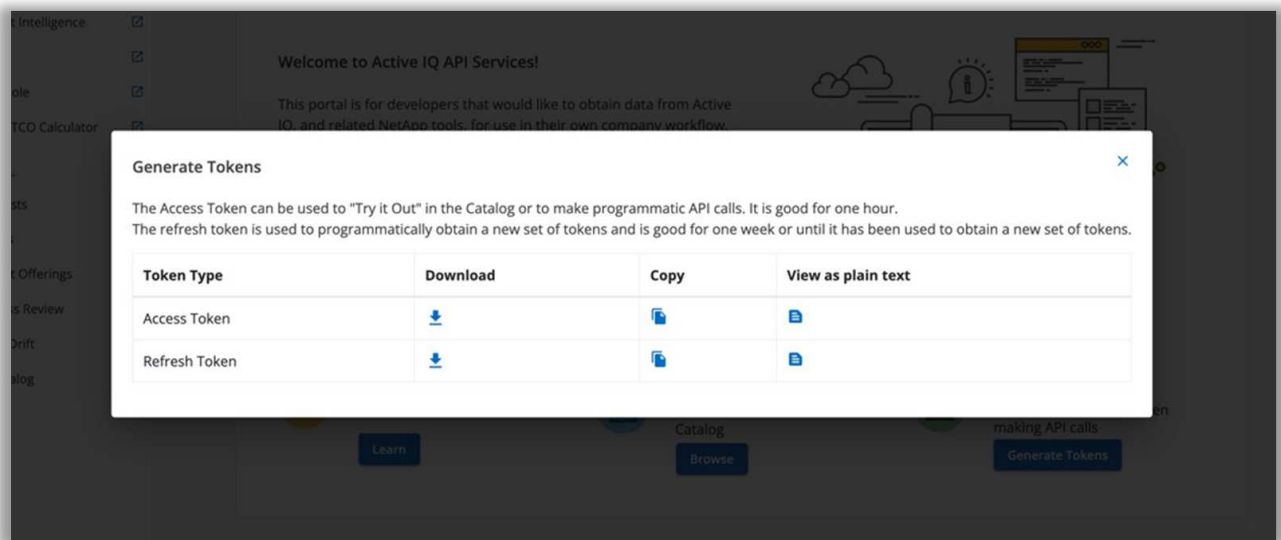 t Intelligence
ole
TCO Calculator
sts
t Offerings
ss Review
Drift
alog
Welcome to Active IQ API Services!
This portal is for developers that would like to obtain data from Active
IQ, and related NetApp tools, for use in their own company workflow.
Generate Tokens
The Access Token can be used to "Try it Out" in the Catalog or to make programmatic API calls. It is good for one hour.
The refresh token is used to programmatically obtain a new set of tokens and is good for one week or until it has been used to obtain a new set of tokens.
Token Type Download Copy View as plain text
Access Token
Refresh Token
en
Catalog making API calls
Learn Browse Generate Tokens